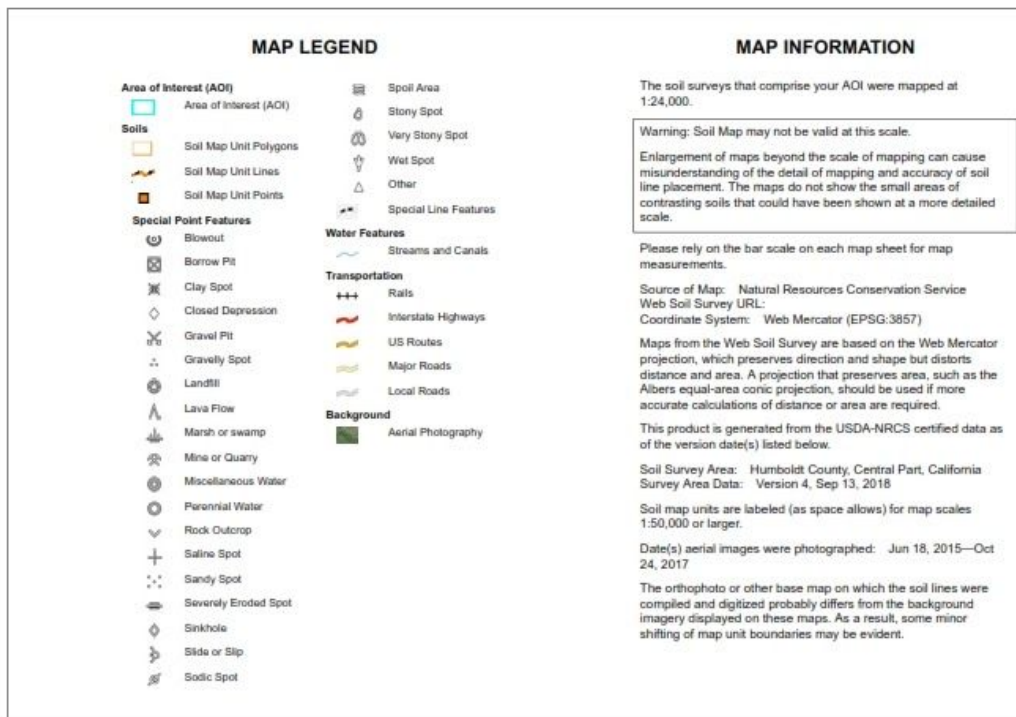 MAP LEGEND
Area of Interest (AOI)
Area of Interest (AOI)
Soils
Soil Map Unit Polygons
Soil Map Unit Lines
Soil Map Unit Points
Special Point Features
Blowout
Borrow Pit
Clay Spot
Closed Depression
Gravel Pit
Gravelly Spot
Landfill
Lava Flow
Marsh or swamp
Mine or Quarry
Miscellaneous Water
Perennial Water
Rock Outcrop
Saline Spot
Sandy Spot
Severely Eroded Spot
Sinkhole
Slide or Slip
Sodic Spot
Spoil Area
Stony Spot
Very Stony Spot
Wet Spot
Other
Special Line Features
Water Features
Streams and Canals
Transportation
Rails
Interstate Highways
US Routes
Major Roads
Local Roads
Background
Aerial Photography
MAP INFORMATION
The soil surveys that comprise your AOI were mapped at
1:24,000.
Warning: Soil Map may not be valid at this scale.
Enlargement of maps beyond the scale of mapping can cause
misunderstanding of the detail of mapping and accuracy of soil
line placement. The maps do not show the small areas of
contrasting soils that could have been shown at a more detailed
scale.
Please rely on the bar scale on each map sheet for map
measurements.
Source of Map: Natural Resources Conservation Service
Web Soil Survey URL:
Coordinate System: Web Mercator (EPSG:3857)
Maps from the Web Soil Survey are based on the Web Mercator
projection, which preserves direction and shape but distorts
distance and area. A projection that preserves area, such as the
Albers equal-area conic projection, should be used if more
accurate calculations of distance or area are required.
This product is generated from the USDA-NRCS certified data as
of the version date(s) listed below.
Soil Survey Area: Humboldt County, Central Part, California
Survey Area Data: Version 4, Sep 13, 2018
Soil map units are labeled (as space allows) for map scales
1:50,000 or larger.
Date(s) aerial images were photographed: Jun 18, 2015—Oct
24, 2017
The orthophoto or other base map on which the soil lines were
compiled and digitized probably differs from the background
imagery displayed on these maps. As a result, some minor
shifting of map unit boundaries may be evident.